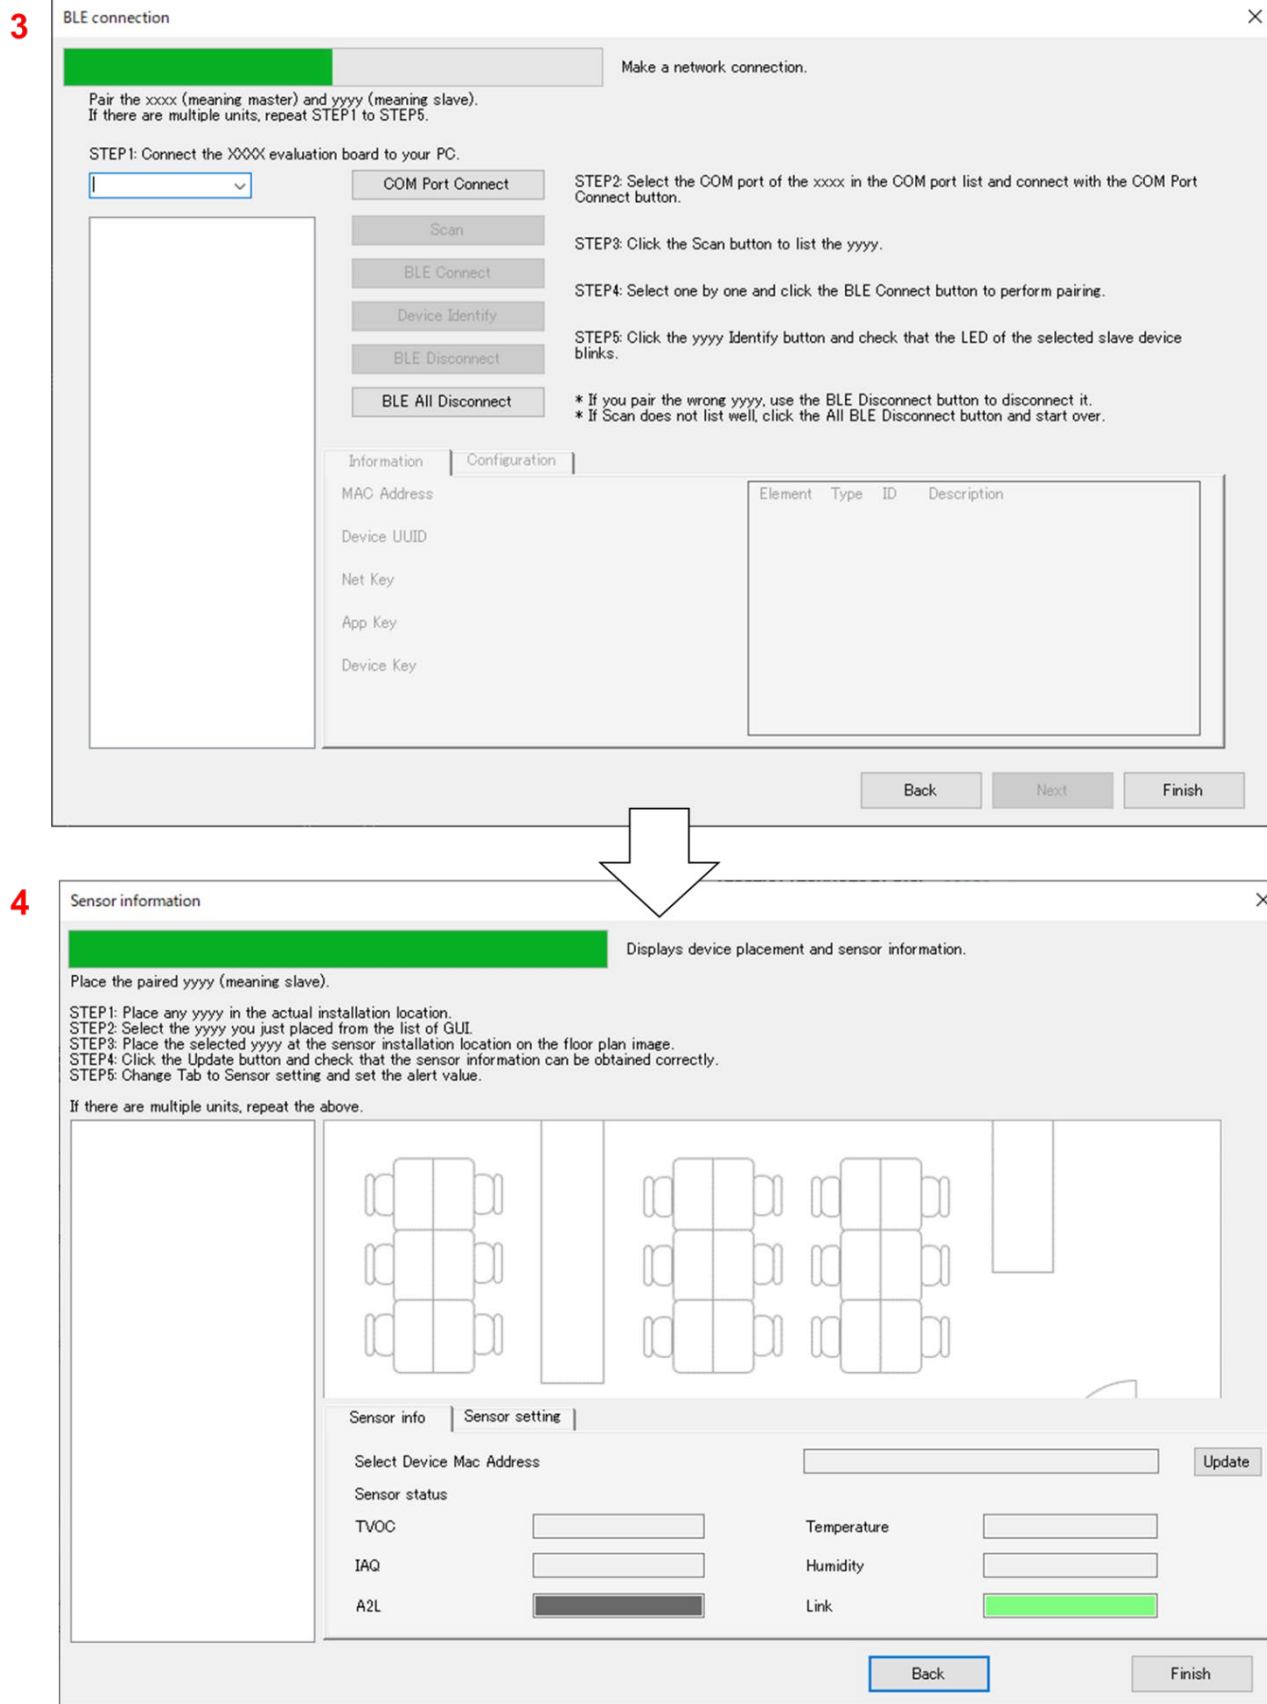 3
BLE connection
Make a network connection.
Pair the xxxx (meaning master) and yyyy (meaning slave).
If there are multiple units, repeat STEP1 to STEP5.
STEP1: Connect the XXXX evaluation board to your PC.
COM Port Connect
STEP2: Select the COM port of the xxxx in the COM port list and connect with the COM Port
Connect button.
Scan
STEP3: Click the Scan button to list the yyyy.
BLE Connect
STEP4: Select one by one and click the BLE Connect button to perform pairing.
Device Identify
STEP5: Click the yyyy Identify button and check that the LED of the selected slave device
blinks.
BLE Disconnect
BLE All Disconnect
* If you pair the wrong yyyy, use the BLE Disconnect button to disconnect it.
* If Scan does not list well, click the All BLE Disconnect button and start over.
Information Configuration
MAC Address
Element Type ID Description
Device UUID
Net Key
App Key
Device Key
Back Next Finish
4
Sensor information
Displays device placement and sensor information.
Place the paired yyyy (meaning slave).
STEP1: Place any yyyy in the actual installation location.
STEP2: Select the yyyy you just placed from the list of GUI.
STEP3: Place the selected yyyy at the sensor installation location on the floor plan image.
STEP4: Click the Update button and check that the sensor information can be obtained correctly.
STEP5: Change Tab to Sensor setting and set the alert value.
If there are multiple units, repeat the above.
Sensor info Sensor setting
Select Device Mac Address Update
Sensor status
TVOC Temperature
IAQ Humidity
A2L Link
Back Finish